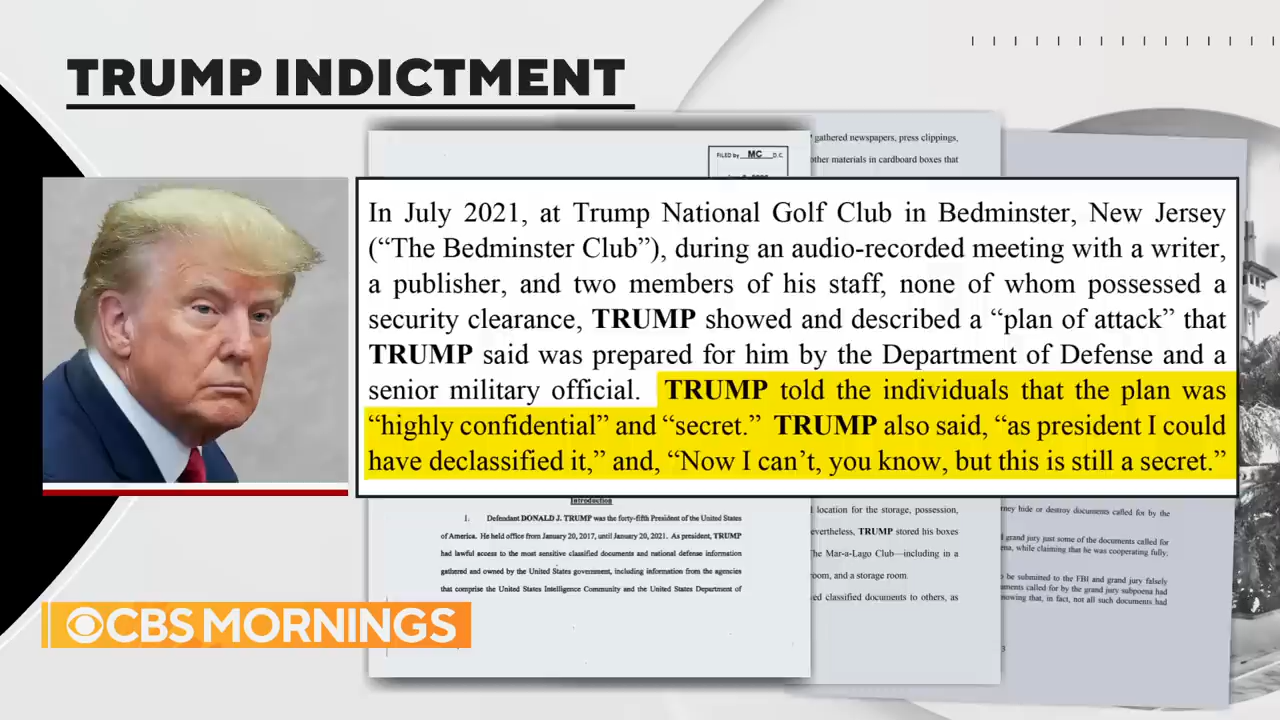 TRUMP INDICTMENT
FILED by MC D.C.
gathered newspapers, press clippings,
other materials in cardboard boxes that
In July 2021, at Trump National Golf Club in Bedminster, New Jersey
(“The Bedminster Club”), during an audio-recorded meeting with a writer,
a publisher, and two members of his staff, none of whom possessed a
security clearance, TRUMP showed and described a “plan of attack” that
TRUMP said was prepared for him by the Department of Defense and a
senior military official. TRUMP told the individuals that the plan was
“highly confidential” and “secret.” TRUMP also said, “as president I could
have declassified it,” and, “Now I can’t, you know, but this is still a secret.”
Introduction
1. Defendant DONALD J. TRUMP was the forty-fifth President of the United States
of America. He held office from January 20, 2017, until January 20, 2021. As president, TRUMP
had lawful access to the most sensitive classified documents and national defense information
gathered and owned by the United States government, including information from the agencies
that comprise the United States Intelligence Community and the United States Department of
location for the storage, possession,
evertheless, TRUMP stored his boxes
The Mar-a-Lago Club—including in a
room, and a storage room
ed classified documents to others, as
rney hide or destroy documents called for by the
grand jury just some of the documents called for
ena, while claiming that he was cooperating fully.
be submitted to the FBI and grand jury falsely
uments called for by the grand jury subpoena had
nowing that, in fact, not all such documents had
3
CBS MORNINGS